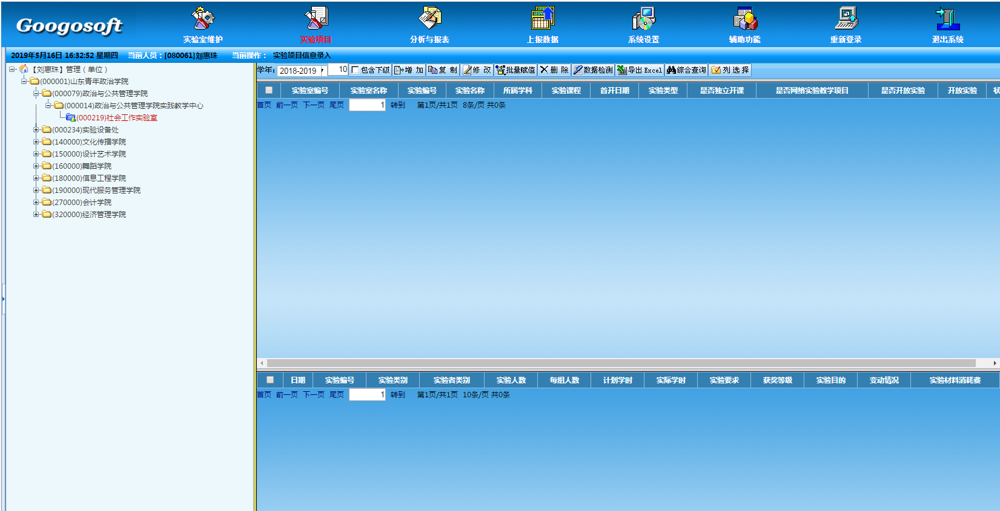 Googosoft
实验室维护 实验项目 分析与报表 上报数据 系统设置 辅助功能 重新登录 退出系统
2019年5月16日 16:32:52 星期四 当前人员：[080061]刘惠珠 当前操作： 实验项目信息录入
【刘惠珠】管理（单位）
(000001)山东青年政治学院
(000079)政治与公共管理学院
(000014)政治与公共管理学院实践教学中心
(000219)社会工作实验室
(000234)实验设备处
(140000)文化传播学院
(150000)设计艺术学院
(160000)舞蹈学院
(180000)信息工程学院
(190000)现代服务管理学院
(270000)会计学院
(320000)经济管理学院
学年： 2018-2019 10 包含下级 增 加 复 制 修 改 批量赋值 删 除 数据检测 导出Excel 综合查询 列 选 择
实验室编号 实验室名称 实验编号 实验名称 所属学科 实验课程 首开日期 实验类型 是否独立开课 是否网络实验教学项目 是否开放实验 开放实验
首页 前一页 下一页 尾页 1 转到 第1页/共1页 8条/页 共0条
日期 实验编号 实验类别 实验者类别 实验人数 每组人数 计划学时 实际学时 实验要求 获奖等级 实验目的 变动情况 实验材料消耗费
首页 前一页 下一页 尾页 1 转到 第1页/共1页 10条/页 共0条